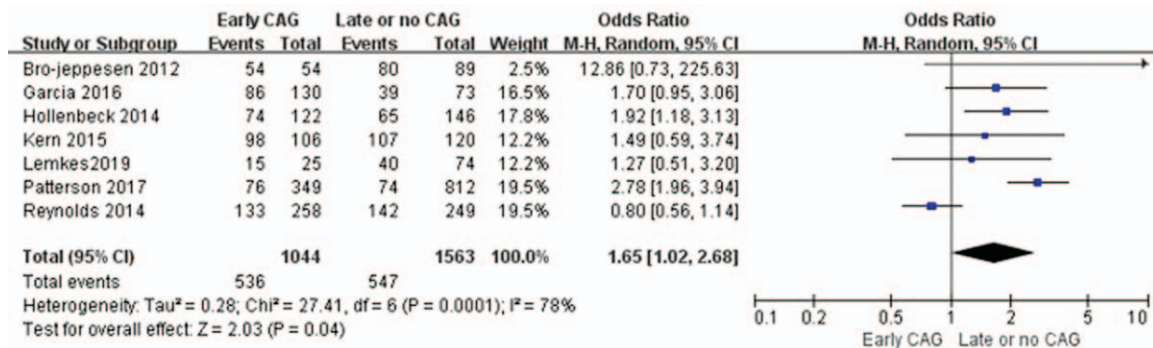 Early CAG Late or no CAG Odds Ratio Odds Ratio
Study or Subgroup Events Total Events Total Weight M-H, Random, 95% CI M-H, Random, 95% CI
Bro-jeppesen 2012 54 54 80 89 2.5% 12.86 [0.73, 225.63]
Garcia 2016 86 130 39 73 16.5% 1.70 [0.95, 3.06]
Hollenbeck 2014 74 122 65 146 17.8% 1.92 [1.18, 3.13]
Kern 2015 98 106 107 120 12.2% 1.49 [0.59, 3.74]
Lemkes2019 15 25 40 74 12.2% 1.27 [0.51, 3.20]
Patterson 2017 76 349 74 812 19.5% 2.78 [1.96, 3.94]
Reynolds 2014 133 258 142 249 19.5% 0.80 [0.56, 1.14]
Total (95% CI) 1044 1563 100.0% 1.65 [1.02, 2.68]
Total events 536 547
Heterogeneity: Tau² = 0.28; Chi² = 27.41, df = 6 (P = 0.0001); I² = 78%
Test for overall effect: Z = 2.03 (P = 0.04)
0.1 0.2 0.5 1 2 5 10
Early CAG Late or no CAG